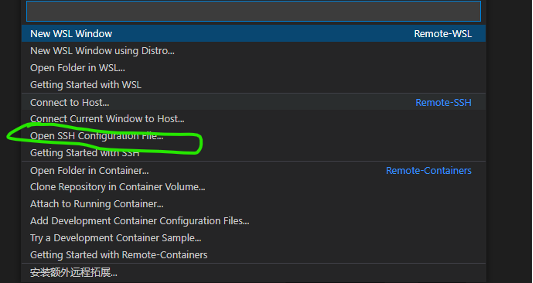 New WSL Window Remote-WSL
New WSL Window using Distro...
Open Folder in WSL...
Getting Started with WSL
Connect to Host... Remote-SSH
Connect Current Window to Host...
Open SSH Configuration File...
Getting Started with SSH
Open Folder in Container... Remote-Containers
Clone Repository in Container Volume...
Attach to Running Container...
Add Development Container Configuration Files...
Try a Development Container Sample...
Getting Started with Remote-Containers
安装额外远程拓展...